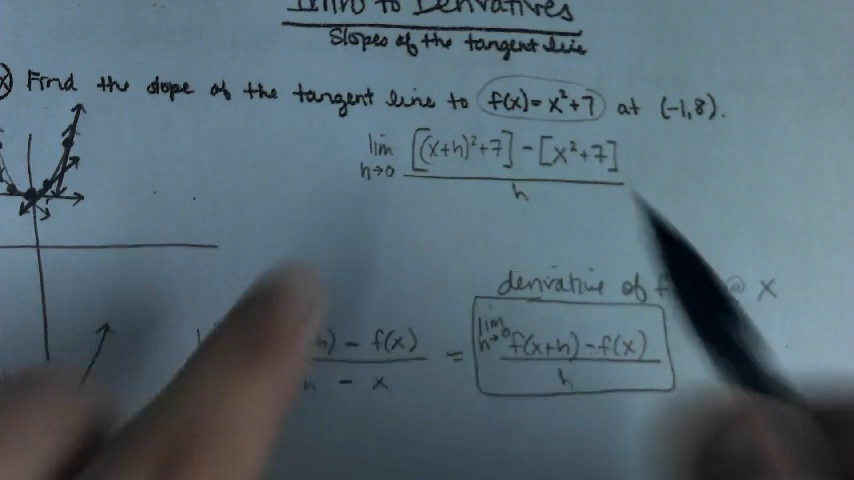 Intro to Derivatives
Slopes of the tangent line
Find the slope of the tangent line to f(x)=x²+7 at (-1,8).
lim h→0 [(x+h)²+7] - [x²+7]
h
derivative of f @ x
) - f(x) = lim h→0 f(x+h)-f(x)
- x h